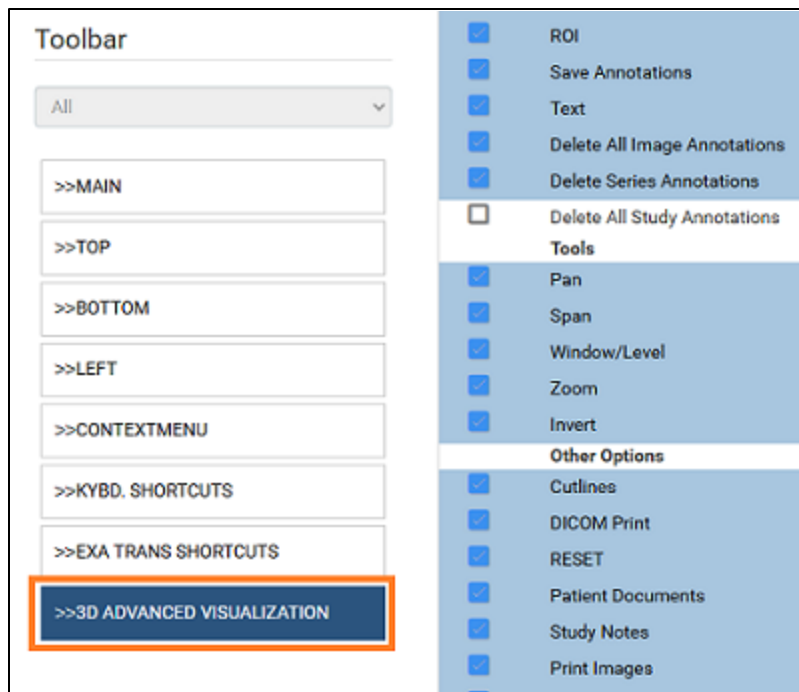 Toolbar
All
>>MAIN
>>TOP
>>BOTTOM
>>LEFT
>>CONTEXTMENU
>>KYBD. SHORTCUTS
>>EXA TRANS SHORTCUTS
>>3D ADVANCED VISUALIZATION
ROI
Save Annotations
Text
Delete All Image Annotations
Delete Series Annotations
Delete All Study Annotations
Tools
Pan
Span
Window/Level
Zoom
Invert
Other Options
Cutlines
DICOM Print
RESET
Patient Documents
Study Notes
Print Images